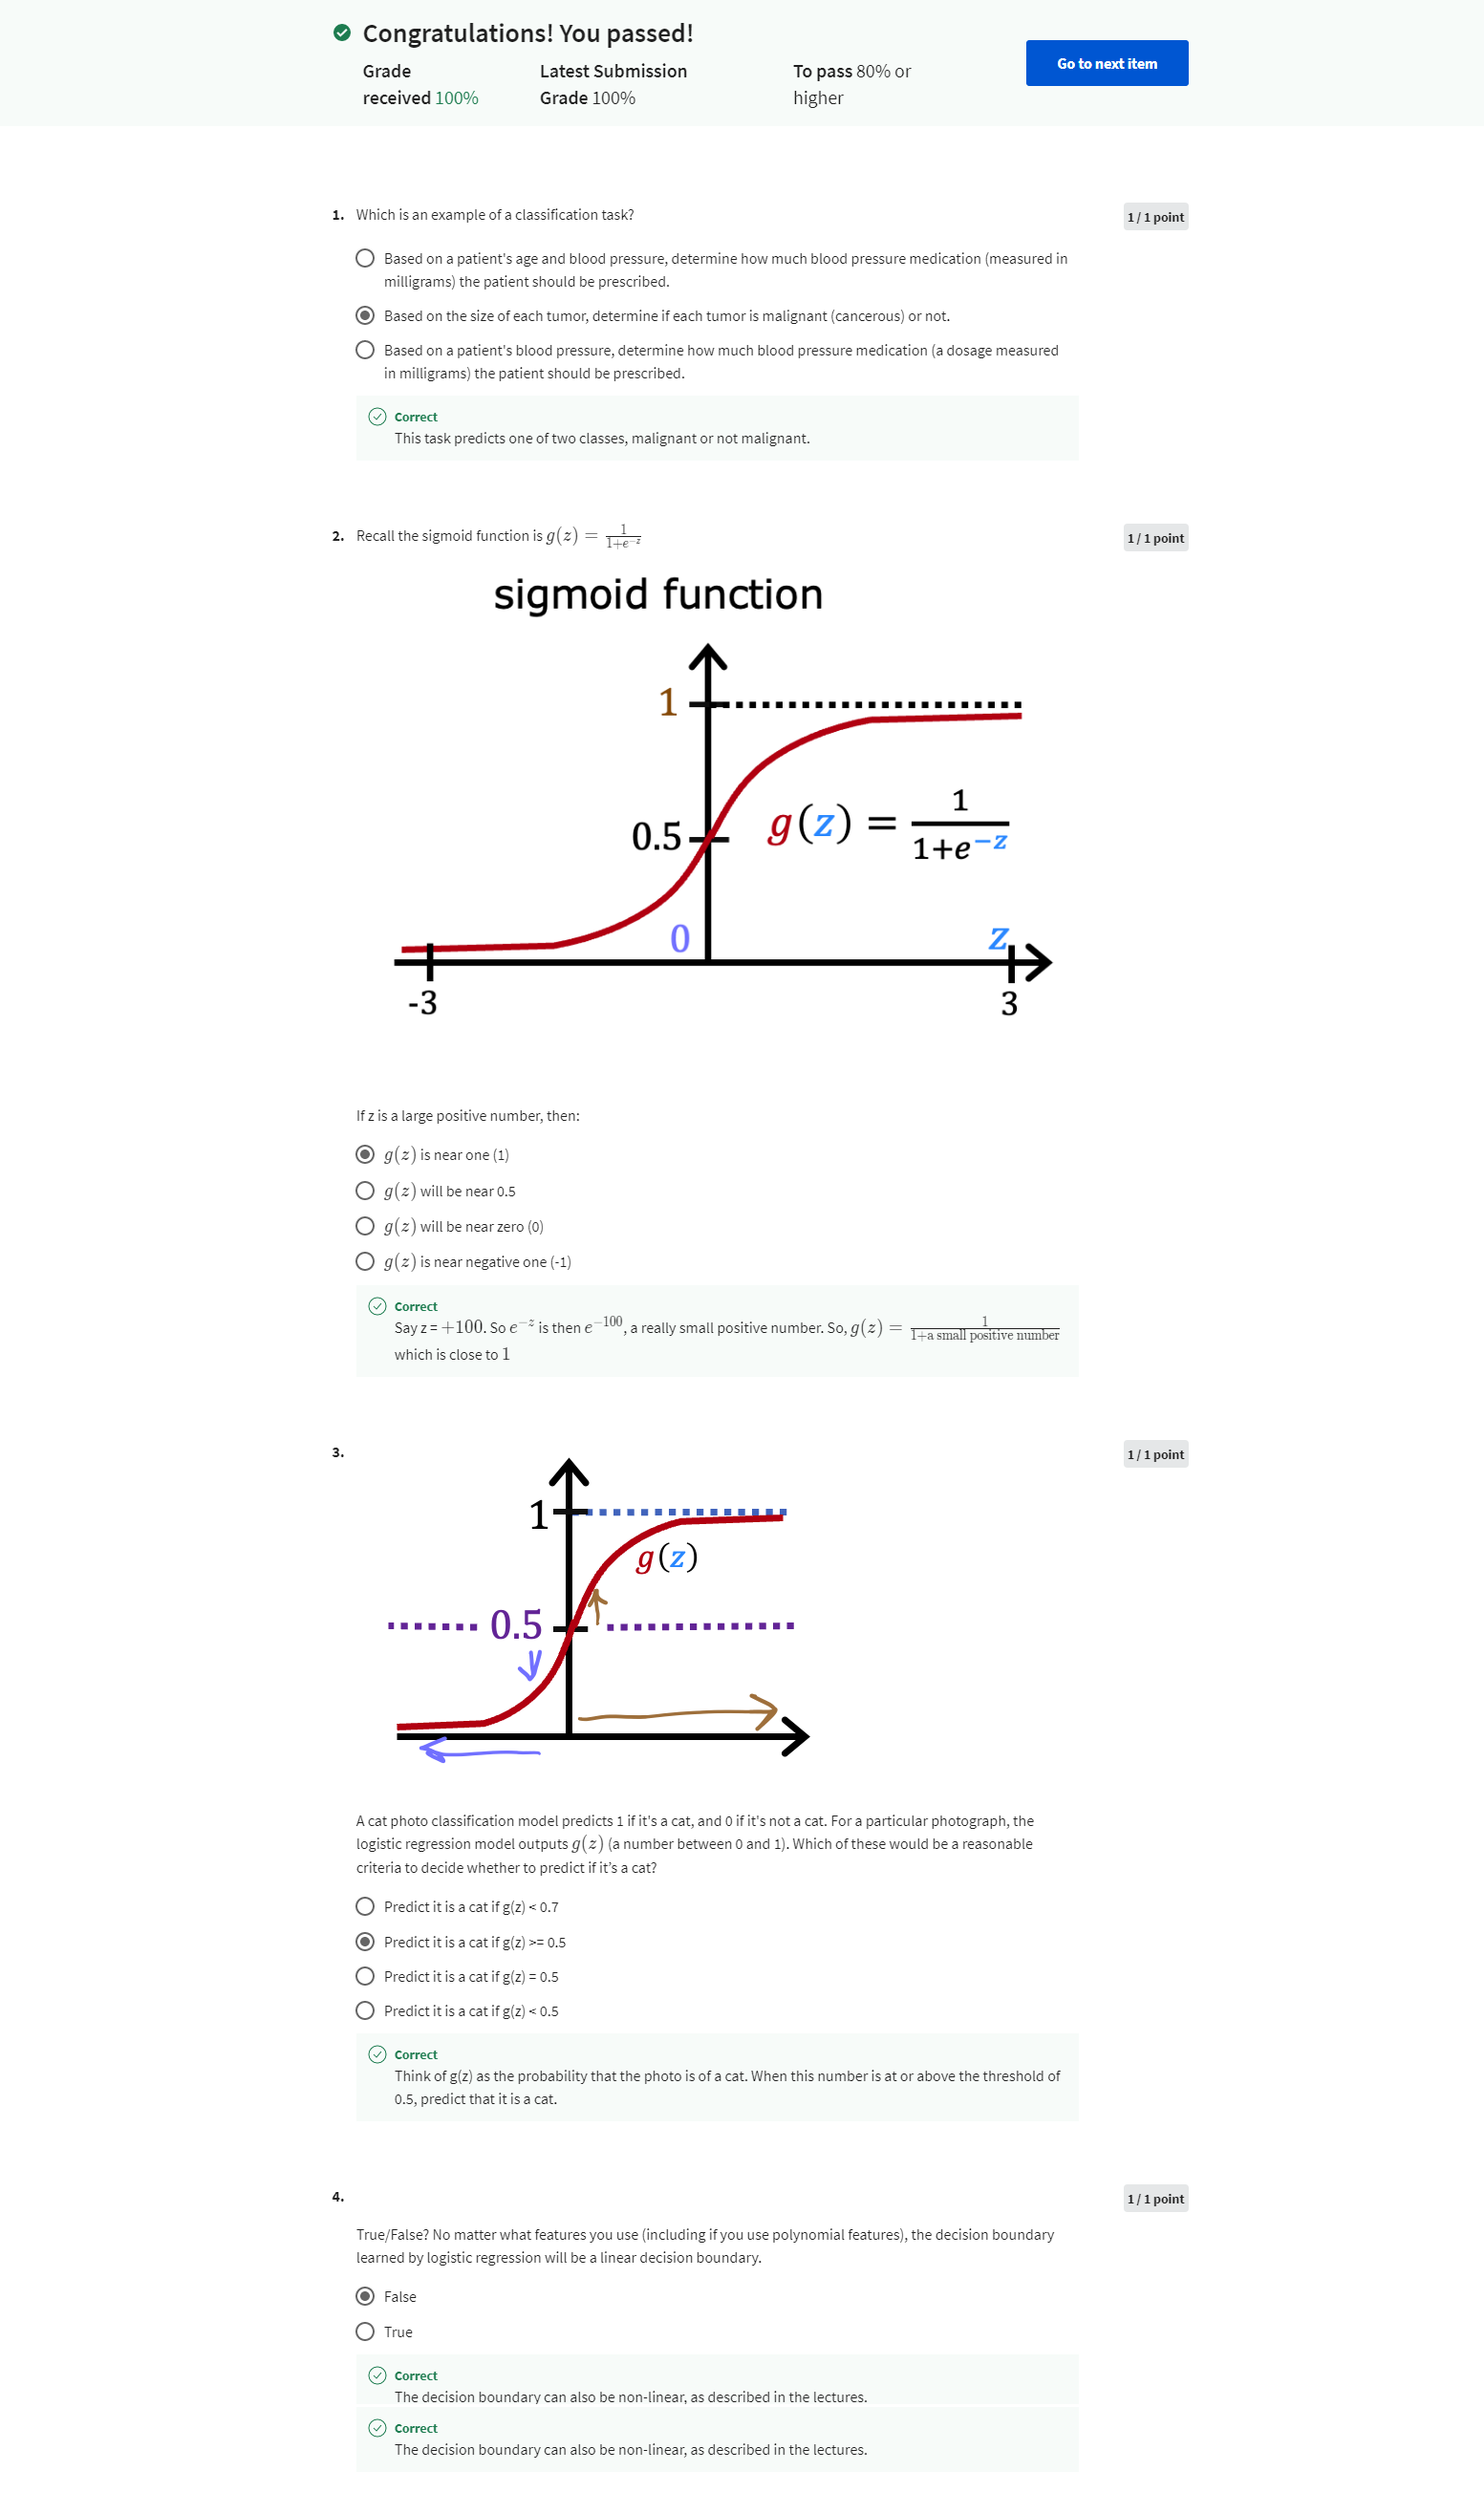 Congratulations! You passed!
Grade
received 100%
Latest Submission
Grade 100%
To pass 80% or
higher
Go to next item
1. Which is an example of a classification task?
1 / 1 point
Based on a patient's age and blood pressure, determine how much blood pressure medication (measured in
milligrams) the patient should be prescribed.
Based on the size of each tumor, determine if each tumor is malignant (cancerous) or not.
Based on a patient's blood pressure, determine how much blood pressure medication (a dosage measured
in milligrams) the patient should be prescribed.
Correct
This task predicts one of two classes, malignant or not malignant.
2. Recall the sigmoid function is g(z) = 1/(1+e^−z)
1 / 1 point
sigmoid function
1
0.5
g(z) = 1/(1+e^−z)
0
z
-3
3
If z is a large positive number, then:
g(z) is near one (1)
g(z) will be near 0.5
g(z) will be near zero (0)
g(z) is near negative one (-1)
Correct
Say z = +100. So e^−z is then e^−100, a really small positive number. So, g(z) = 1/(1+a small positive number)
which is close to 1
3.
1 / 1 point
1
g(z)
0.5
A cat photo classification model predicts 1 if it's a cat, and 0 if it's not a cat. For a particular photograph, the
logistic regression model outputs g(z) (a number between 0 and 1). Which of these would be a reasonable
criteria to decide whether to predict if it’s a cat?
Predict it is a cat if g(z) < 0.7
Predict it is a cat if g(z) >= 0.5
Predict it is a cat if g(z) = 0.5
Predict it is a cat if g(z) < 0.5
Correct
Think of g(z) as the probability that the photo is of a cat. When this number is at or above the threshold of
0.5, predict that it is a cat.
4.
1 / 1 point
True/False? No matter what features you use (including if you use polynomial features), the decision boundary
learned by logistic regression will be a linear decision boundary.
False
True
Correct
The decision boundary can also be non-linear, as described in the lectures.
Correct
The decision boundary can also be non-linear, as described in the lectures.